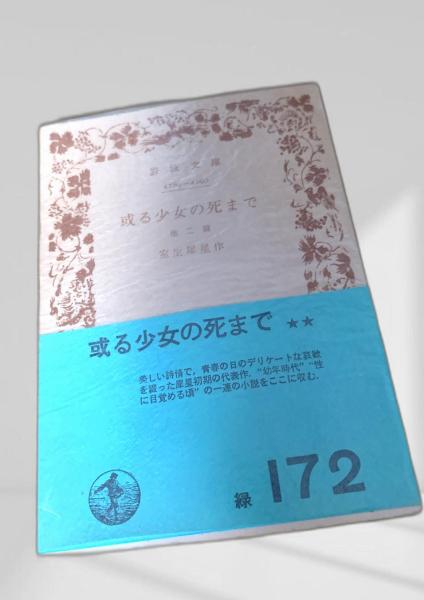 岩波文庫
或る少女の死まで
他二篇
室生犀星作
或る少女の死まで ★★
美しい詩情で，青春の日のデリケートな哀歓
を綴った犀星初期の代表作．“幼年時代”“性
に目覚める頃”の一連の小説をここに収む．
緑 172